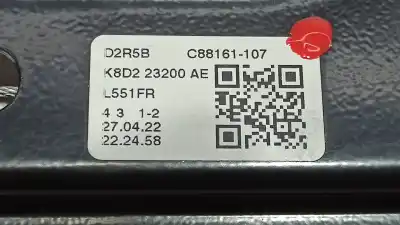 D2R5B C88161-107
K8D2 23200 AE
L551FR
4 3 1-2
27.04.22
22.24.58